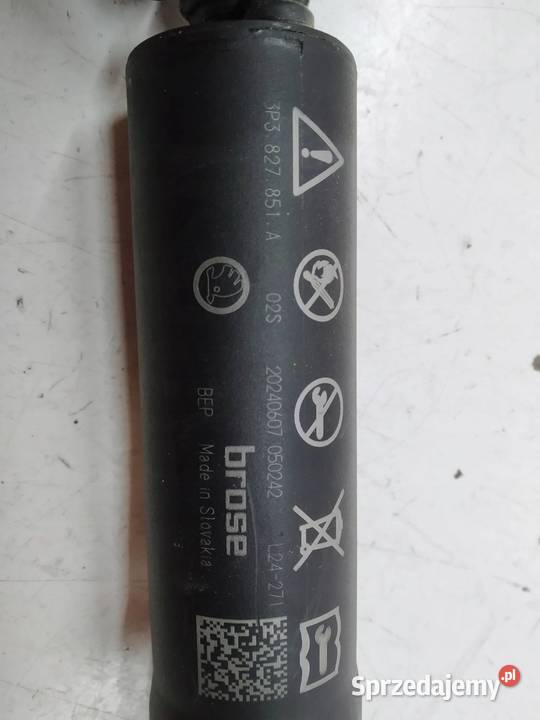 3P3.827.851.A 02S 20240607 050242 L24-271
brose
BEP Made in Slovakia
Sprzedajemy.pl